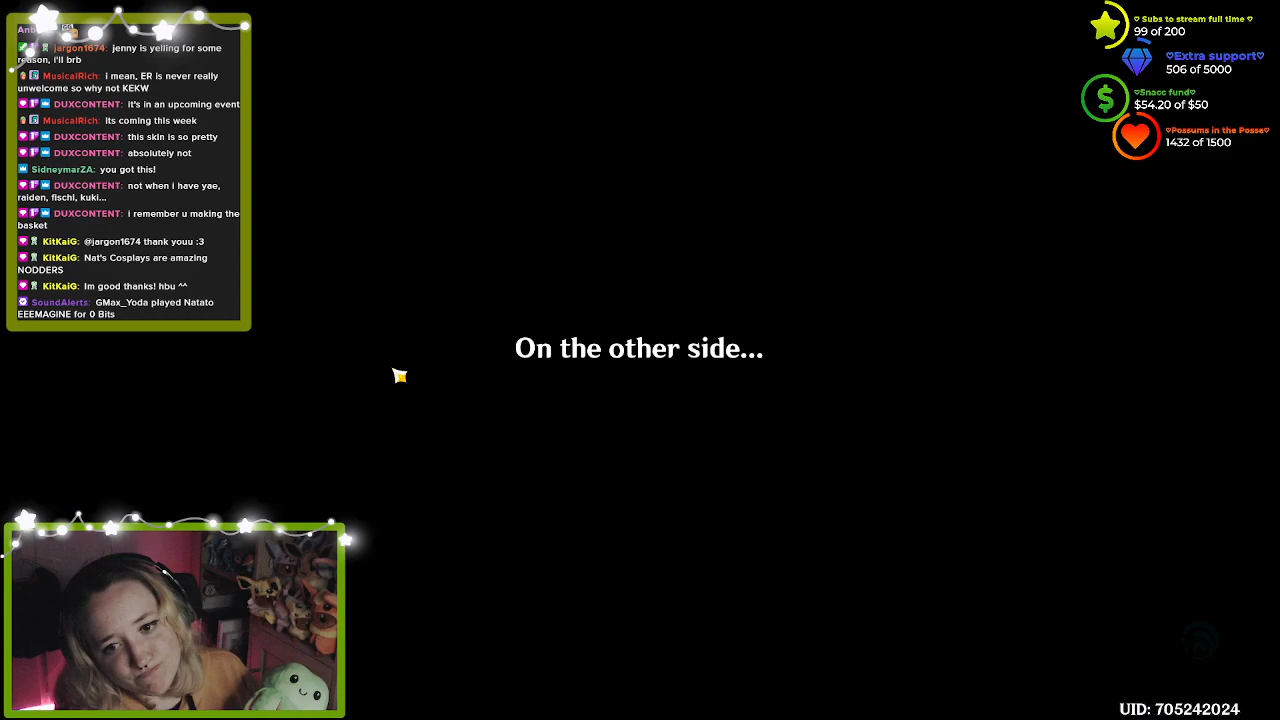 jargon1674: jenny is yelling for some
reason, i'll brb
MusicalRich: i mean, ER is never really
unwelcome so why not KEKW
DUXCONTENT: it's in an upcoming event
MusicalRich: Its coming this week
DUXCONTENT: this skin is so pretty
DUXCONTENT: absolutely not
SidneymarZA: you got this!
DUXCONTENT: not when i have yae,
raiden, fischl, kuki...
DUXCONTENT: i remember u making the
basket
KitKaiG: @jargon1674 thank youu :3
KitKaiG: Nat's Cosplays are amazing
NODDERS
KitKaiG: Im good thanks! hbu ^^
SoundAlerts: GMax_Yoda played Natato
EEEMAGINE for 0 Bits
♡ Subs to stream full time ♡
99 of 200
♡Extra support♡
506 of 5000
♡Snacc fund♡
$54.20 of $50
♡Possums in the Posse♡
1432 of 1500
On the other side...
UID: 705242024